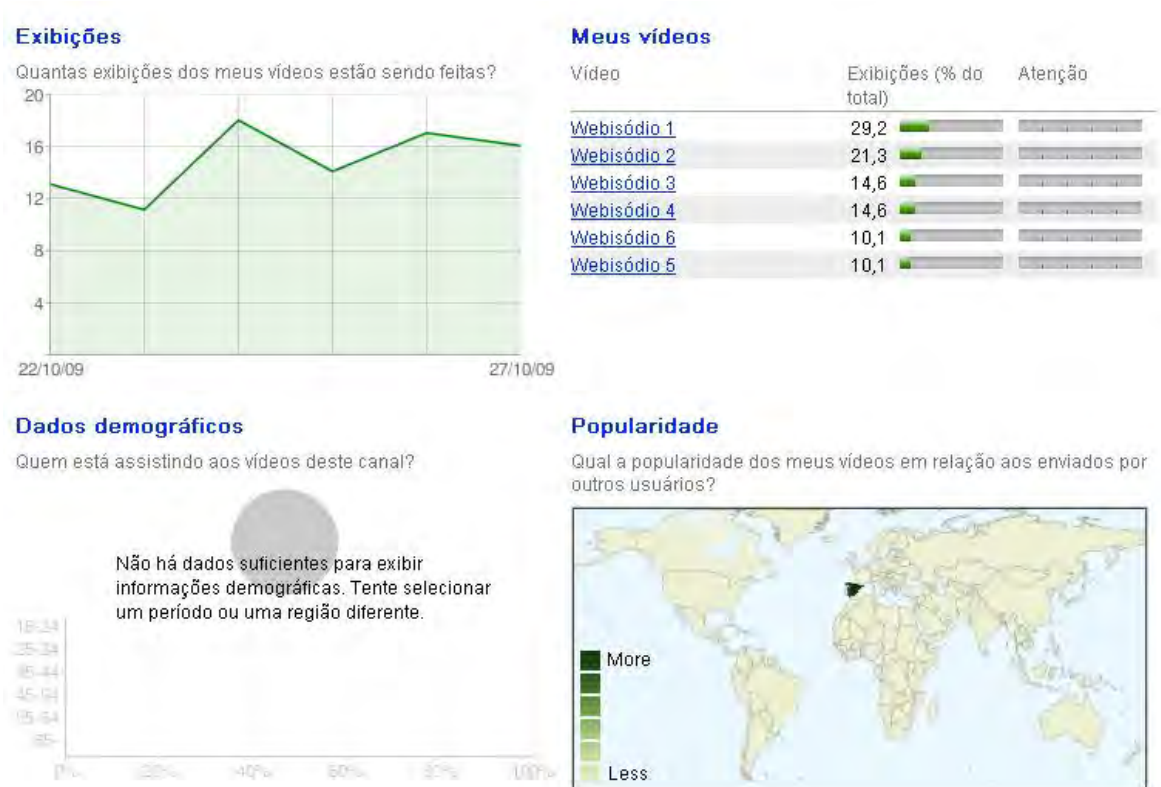 Exibições
Quantas exibições dos meus vídeos estão sendo feitas?
20
16
12
8
4
22/10/09
27/10/09
Meus vídeos
Vídeo
Exibições (% do
total)
Atenção
Webisódio 1 29,2
Webisódio 2 21,3
Webisódio 3 14,6
Webisódio 4 14,6
Webisódio 6 10,1
Webisódio 5 10,1
Dados demográficos
Quem está assistindo aos vídeos deste canal?
Não há dados suficientes para exibir
informações demográficas. Tente selecionar
um período ou uma região diferente.
Popularidade
Qual a popularidade dos meus vídeos em relação aos enviados por
outros usuários?
More
Less